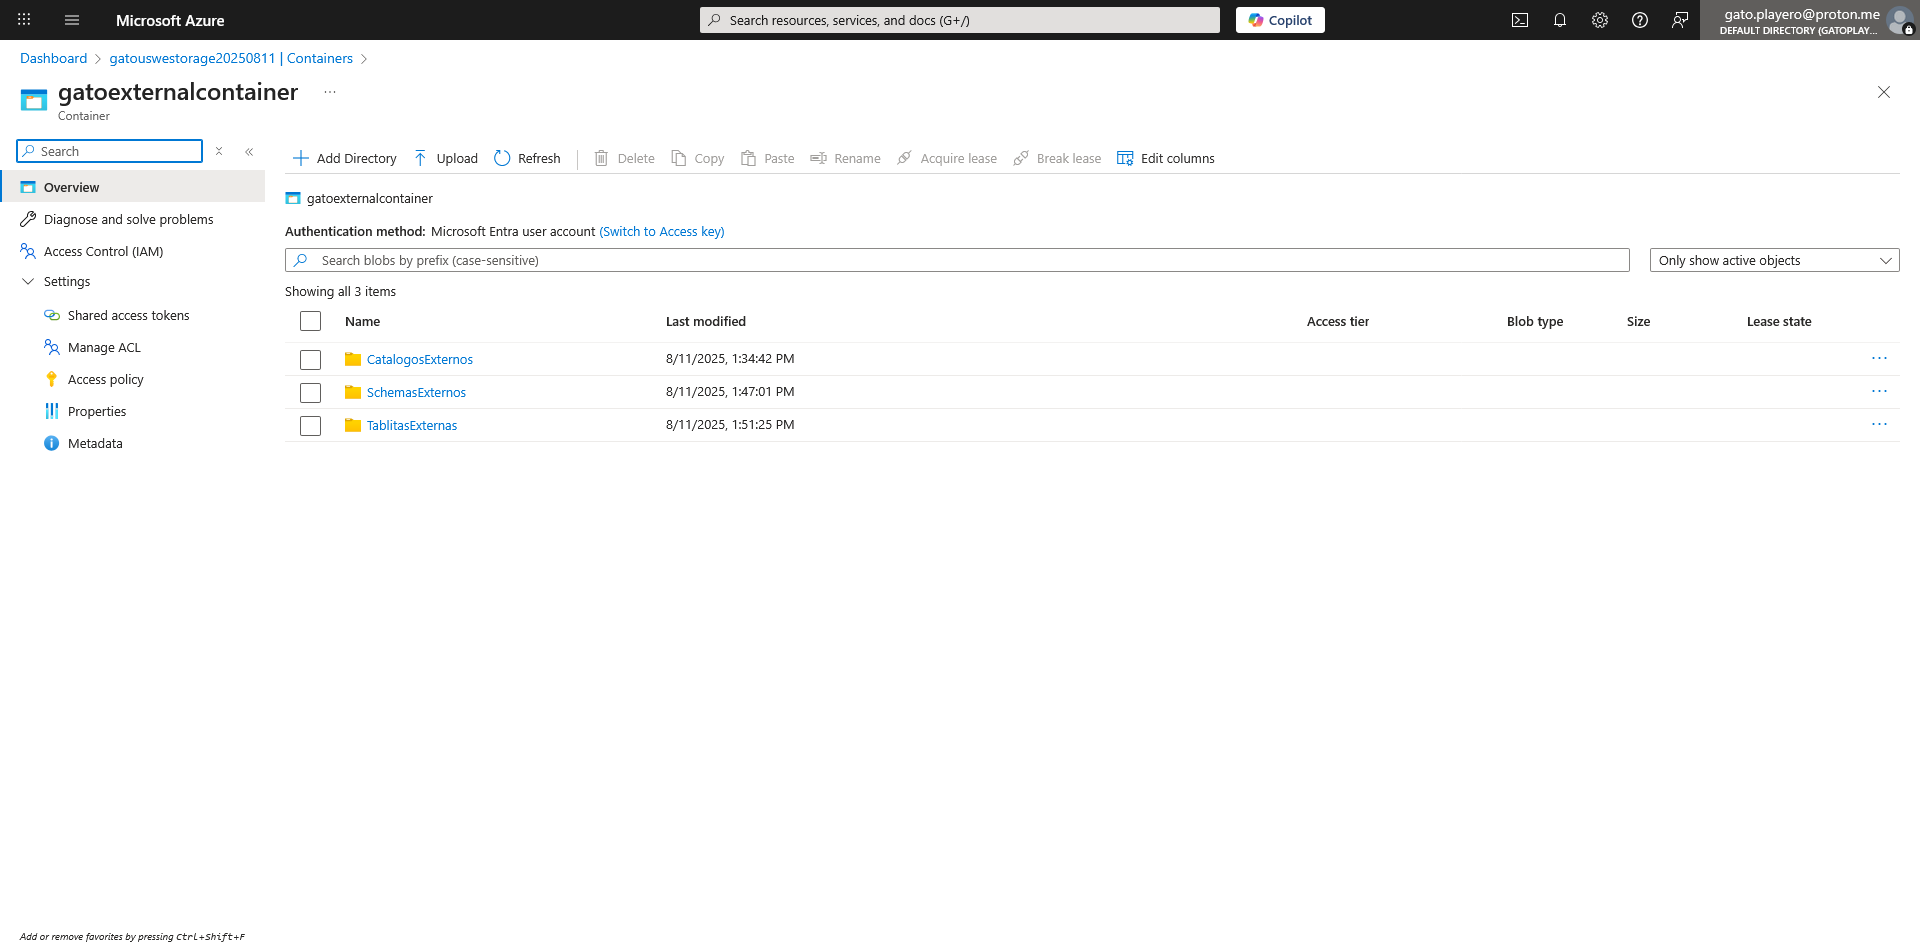 Microsoft Azure
Search resources, services, and docs (G+/)
Copilot
gato.playero@proton.me
DEFAULT DIRECTORY (GATOPLAY...
Dashboard > gatouswestorage20250811 | Containers >
gatoexternalcontainer ...
Container
Search
Overview
Diagnose and solve problems
Access Control (IAM)
Settings
Shared access tokens
Manage ACL
Access policy
Properties
Metadata
Add Directory Upload Refresh Delete Copy Paste Rename Acquire lease Break lease Edit columns
gatoexternalcontainer
Authentication method: Microsoft Entra user account (Switch to Access key)
Search blobs by prefix (case-sensitive)
Only show active objects
Showing all 3 items
Name Last modified Access tier Blob type Size Lease state
CatalogosExternos 8/11/2025, 1:34:42 PM ...
SchemasExternos 8/11/2025, 1:47:01 PM ...
TablitasExternas 8/11/2025, 1:51:25 PM ...
Add or remove favorites by pressing Ctrl+Shift+F